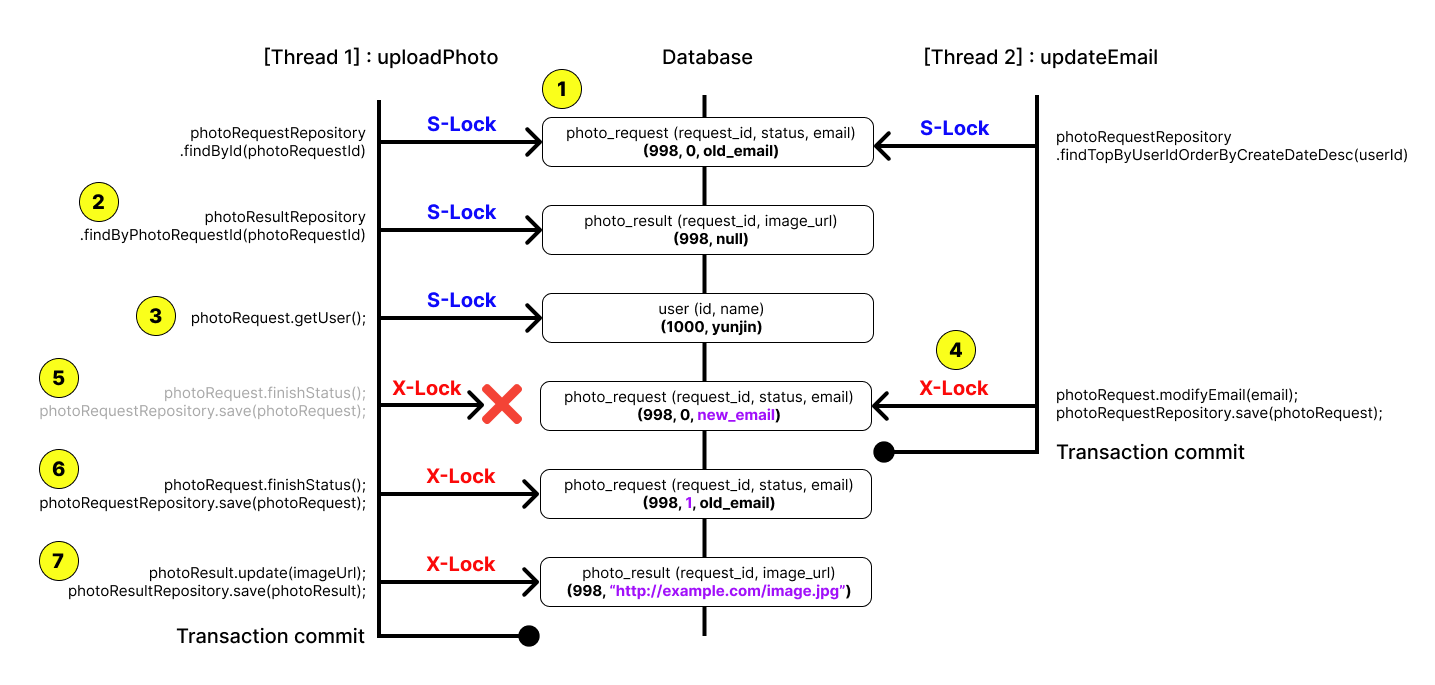 [Thread 1] : uploadPhoto
Database
[Thread 2] : updateEmail
1
photoRequestRepository
.findById(photoRequestId)
S-Lock
photo_request (request_id, status, email)
(998, 0, old_email)
S-Lock
photoRequestRepository
.findTopByUserIdOrderByCreateDateDesc(userId)
2
photoResultRepository
.findByPhotoRequestId(photoRequestId)
S-Lock
photo_result (request_id, image_url)
(998, null)
3
photoRequest.getUser();
S-Lock
user (id, name)
(1000, yunjin)
4
5
photoRequest.finishStatus();
photoRequestRepository.save(photoRequest);
X-Lock
photo_request (request_id, status, email)
(998, 0, new_email)
X-Lock
photoRequest.modifyEmail(email);
photoRequestRepository.save(photoRequest);
Transaction commit
6
photoRequest.finishStatus();
photoRequestRepository.save(photoRequest);
X-Lock
photo_request (request_id, status, email)
(998, 1, old_email)
7
photoResult.update(imageUrl);
photoResultRepository.save(photoResult);
X-Lock
photo_result (request_id, image_url)
(998, “http://example.com/image.jpg”)
Transaction commit